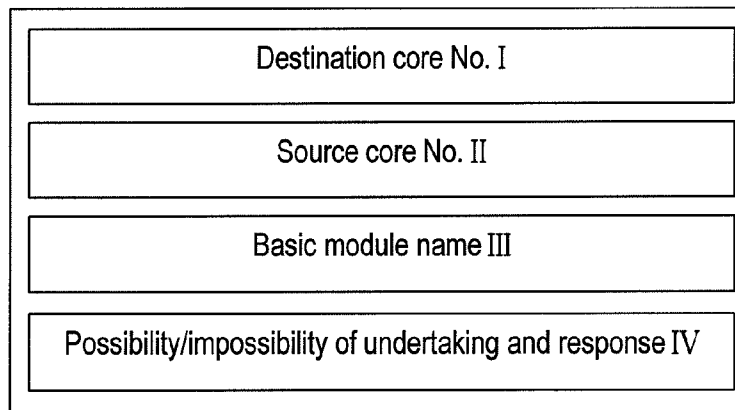 Destination core No. I
Source core No. II
Basic module name III
Possibility/impossibility of undertaking and response IV